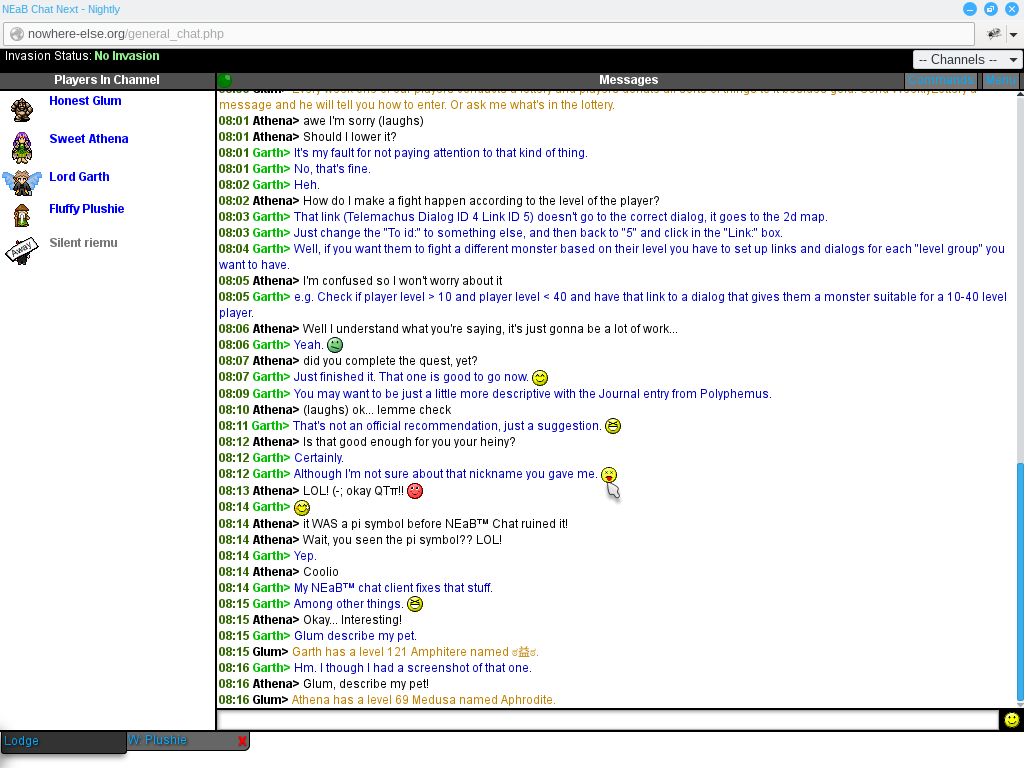 NEaB Chat Next - Nightly
nowhere-else.org/general_chat.php
Invasion Status: No Invasion
-- Channels --
Players In Channel
Messages
Commands
Menu
Honest Glum
Sweet Athena
Lord Garth
Fluffy Plushie
Away
Silent riemu
message and he will tell you how to enter. Or ask me what's in the lottery.
08:01 Athena> awe I'm sorry (laughs)
08:01 Athena> Should I lower it?
08:01 Garth> It's my fault for not paying attention to that kind of thing.
08:01 Garth> No, that's fine.
08:02 Garth> Heh.
08:02 Athena> How do I make a fight happen according to the level of the player?
08:03 Garth> That link (Telemachus Dialog ID 4 Link ID 5) doesn't go to the correct dialog, it goes to the 2d map.
08:03 Garth> Just change the "To id:" to something else, and then back to "5" and click in the "Link:" box.
08:04 Garth> Well, if you want them to fight a different monster based on their level you have to set up links and dialogs for each "level group" you
want to have.
08:05 Athena> I'm confused so I won't worry about it
08:05 Garth> e.g. Check if player level > 10 and player level < 40 and have that link to a dialog that gives them a monster suitable for a 10-40 level
player.
08:06 Athena> Well I understand what you're saying, it's just gonna be a lot of work...
08:06 Garth> Yeah.
08:07 Athena> did you complete the quest, yet?
08:07 Garth> Just finished it. That one is good to go now.
08:09 Garth> You may want to be just a little more descriptive with the Journal entry from Polyphemus.
08:10 Athena> (laughs) ok... lemme check
08:11 Garth> That's not an official recommendation, just a suggestion.
08:12 Athena> Is that good enough for you your heiny?
08:12 Garth> Certainly.
08:12 Garth> Although I'm not sure about that nickname you gave me.
08:13 Athena> LOL! (-; okay QTπ!!
08:14 Garth>
08:14 Athena> it WAS a pi symbol before NEaB™ Chat ruined it!
08:14 Athena> Wait, you seen the pi symbol?? LOL!
08:14 Garth> Yep.
08:14 Athena> Coolio
08:14 Garth> My NEaB™ chat client fixes that stuff.
08:15 Garth> Among other things.
08:15 Athena> Okay... Interesting!
08:15 Garth> Glum describe my pet.
08:15 Glum> Garth has a level 121 Amphitere named ಠ益ಠ.
08:16 Garth> Hm. I though I had a screenshot of that one.
08:16 Athena> Glum, describe my pet!
08:16 Glum> Athena has a level 69 Medusa named Aphrodite.
Lodge
W: Plushie